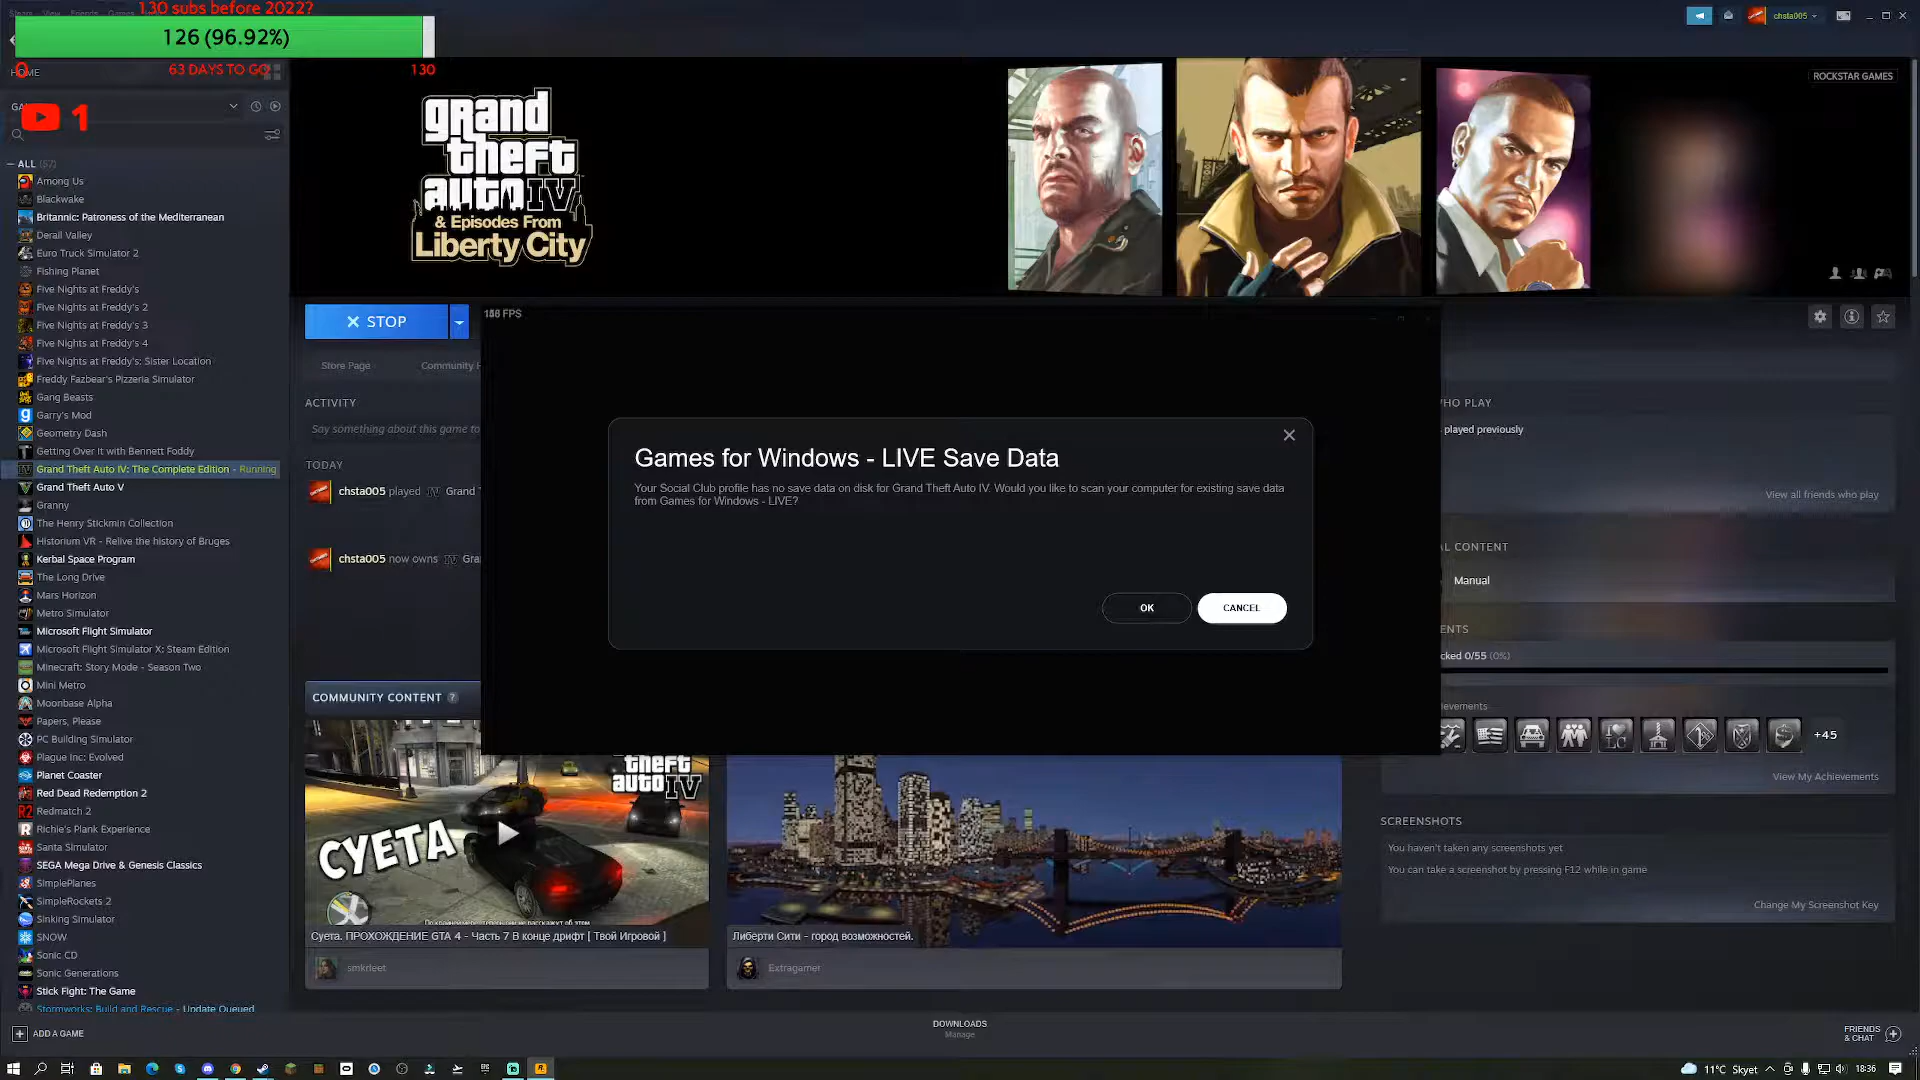 130 subs before 2022?
126 (96.92%)
63 DAYS TO GO
0
130
HOME
1
chsta005
ROCKSTAR GAMES
grand
theft
auto IV
& Episodes From
Liberty City
ALL (57)
Among Us
Blackwake
Britannic: Patroness of the Mediterranean
Derail Valley
Euro Truck Simulator 2
Fishing Planet
Five Nights at Freddy's
Five Nights at Freddy's 2
Five Nights at Freddy's 3
Five Nights at Freddy's 4
Five Nights at Freddy's: Sister Location
Freddy Fazbear's Pizzeria Simulator
Gang Beasts
Garry's Mod
Geometry Dash
Getting Over It with Bennett Foddy
Grand Theft Auto IV: The Complete Edition - Running
Grand Theft Auto V
Granny
The Henry Stickmin Collection
Historium VR - Relive the history of Bruges
Kerbal Space Program
The Long Drive
Mars Horizon
Metro Simulator
Microsoft Flight Simulator
Microsoft Flight Simulator X: Steam Edition
Minecraft: Story Mode - Season Two
Mini Metro
Moonbase Alpha
Papers, Please
PC Building Simulator
Plague Inc: Evolved
Planet Coaster
Red Dead Redemption 2
Redmatch 2
Richie's Plank Experience
Santa Simulator
SEGA Mega Drive & Genesis Classics
SimplePlanes
SimpleRockets 2
Sinking Simulator
SNOW
Sonic CD
Sonic Generations
Stick Fight: The Game
Stormworks: Build and Rescue - Update Queued
ADD A GAME
STOP
FPS
Store Page
Community
ACTIVITY
Say something about this game to
TODAY
chsta005 played Grand T
chsta005 now owns Gra
Games for Windows - LIVE Save Data
Your Social Club profile has no save data on disk for Grand Theft Auto IV. Would you like to scan your computer for existing save data
from Games for Windows - LIVE?
OK
CANCEL
HO PLAY
played previously
View all friends who play
L CONTENT
Manual
ENTS
cked 0/55 (0%)
ievements
+45
View My Achievements
SCREENSHOTS
You haven't taken any screenshots yet
You can take a screenshot by pressing F12 while in game
Change My Screenshot Key
COMMUNITY CONTENT ?
theft
auto IV
СУЕТА
Суета. ПРОХОЖДЕНИЕ GTA 4 - Часть 7 В конце дрифт [ Твой Игровой ]
smkrleet
Либерти Сити - город возможностей.
Extragamer
DOWNLOADS
Manage
FRIENDS
& CHAT
11°C Skyet
18:36